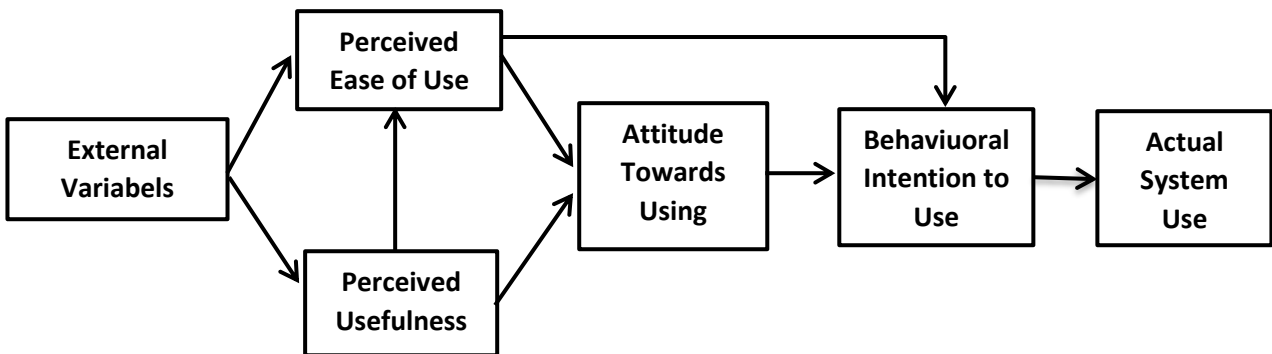 Perceived
Ease of Use
External
Variabels
Attitude
Towards
Using
Behaviuoral
Intention to
Use
Actual
System
Use
Perceived
Usefulness